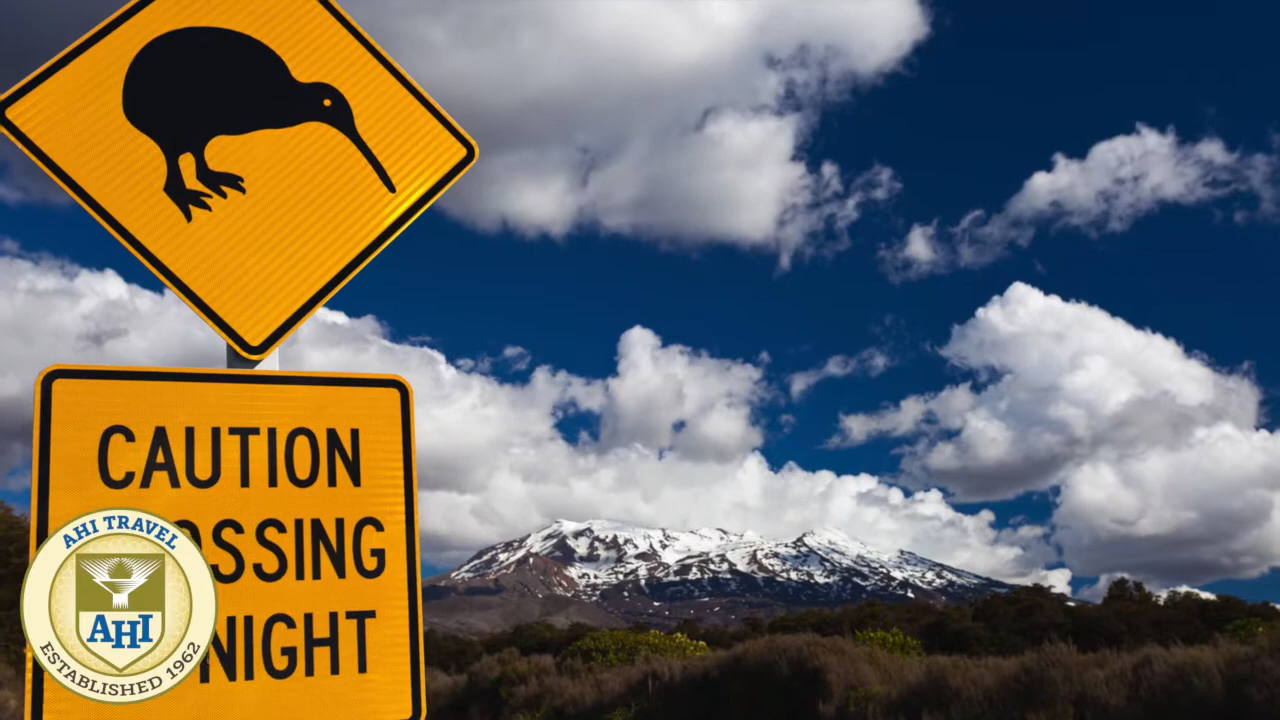 CAUTION
OSSING
NIGHT
AHI TRAVEL
AHI
ESTABLISHED 1962